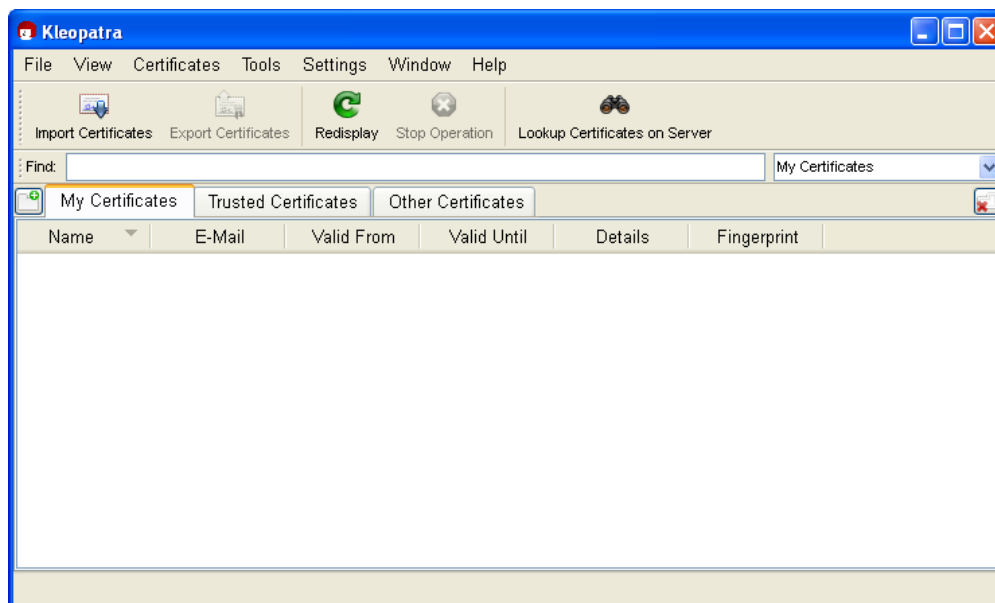 Kleopatra
File View Certificates Tools Settings Window Help
Import Certificates Export Certificates Redisplay Stop Operation Lookup Certificates on Server
Find: My Certificates
My Certificates Trusted Certificates Other Certificates
Name E-Mail Valid From Valid Until Details Fingerprint